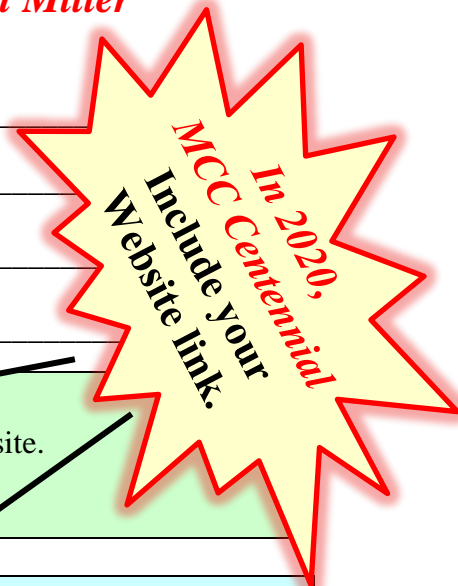 Miller
In 2020,
MCC Centennial
Include your
Website link.
site.